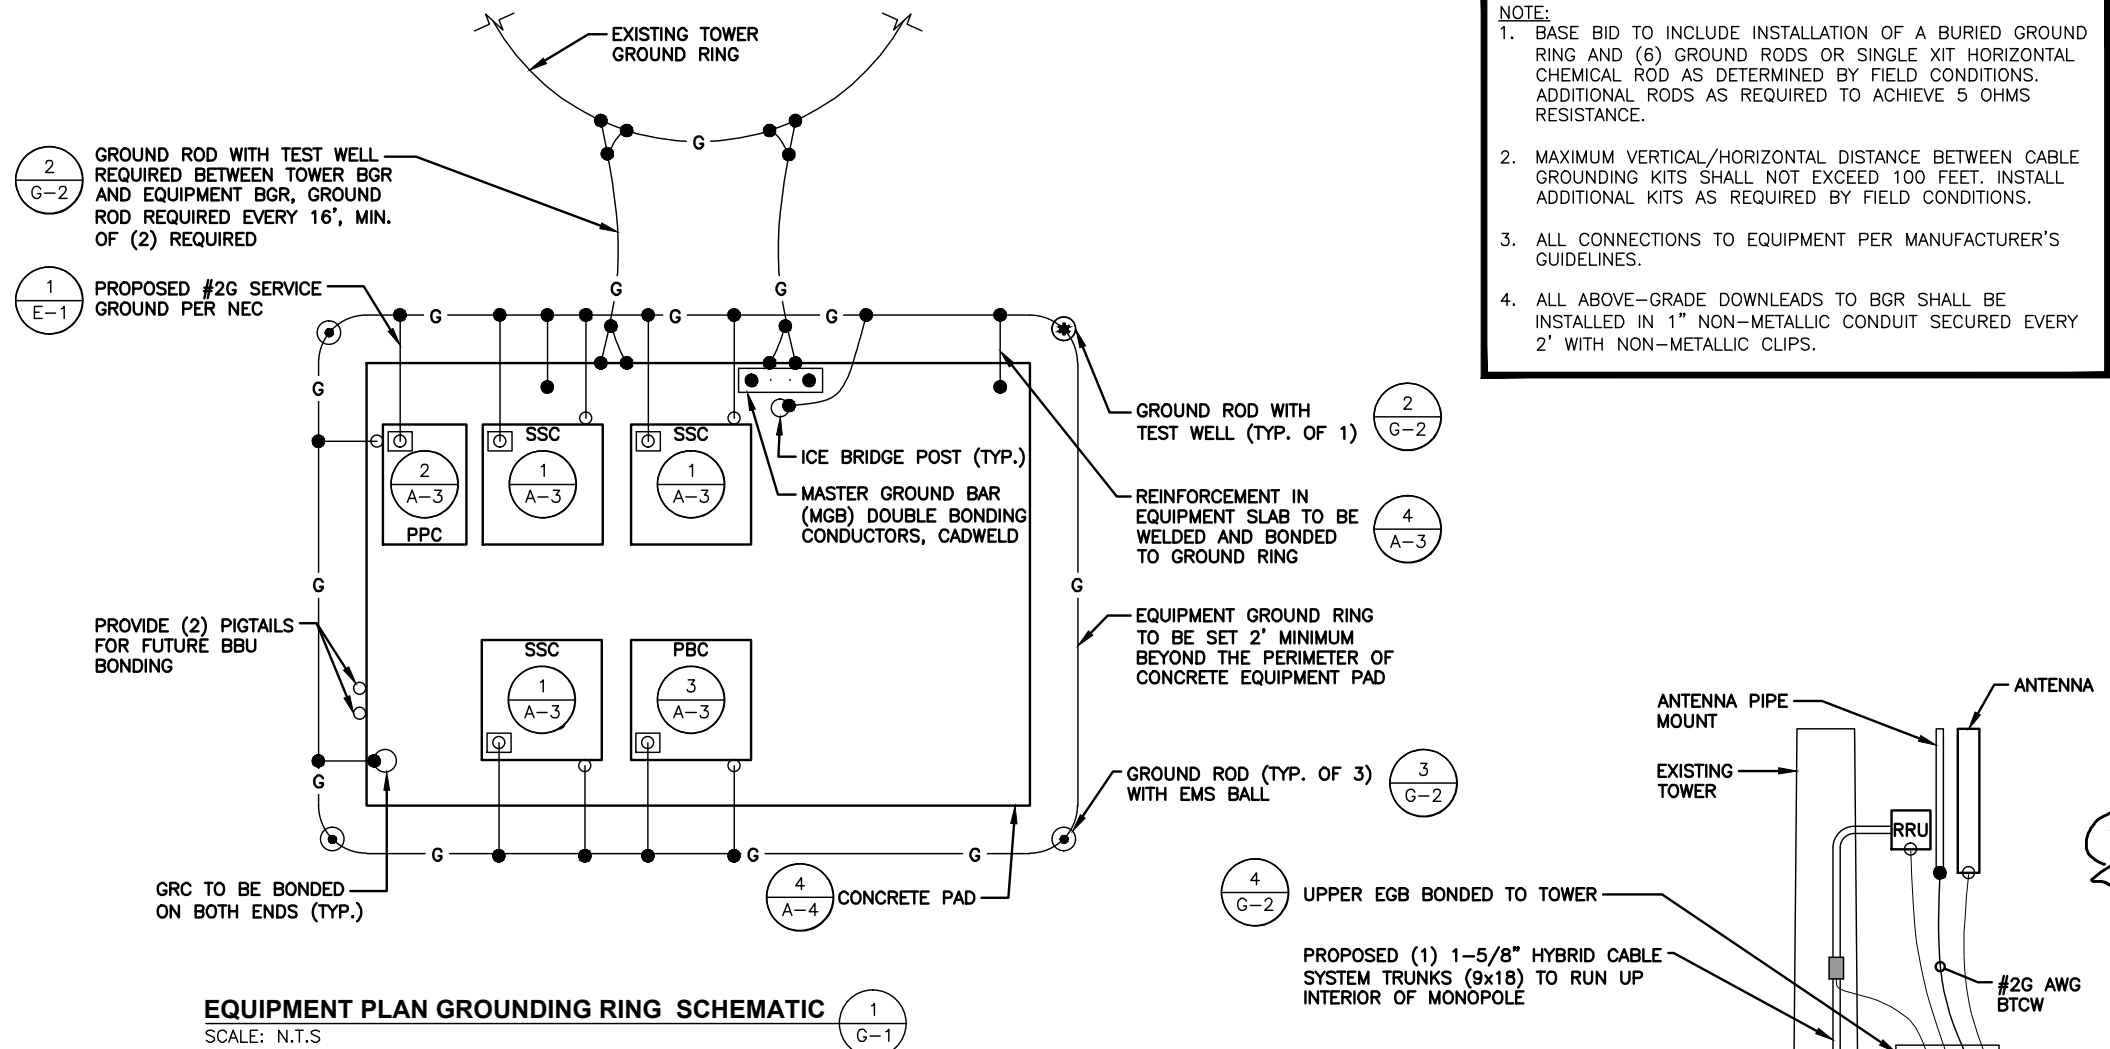 EXISTING TOWER
GROUND RING
G
2
G-2
GROUND ROD WITH TEST WELL
REQUIRED BETWEEN TOWER BGR
AND EQUIPMENT BGR, GROUND
ROD REQUIRED EVERY 16', MIN.
OF (2) REQUIRED
1
E-1
PROPOSED #2G SERVICE
GROUND PER NEC
G
G
G
G
G
G
G
G
G
G
G
G
SSC
1
A-3
SSC
1
A-3
2
A-3
PPC
ICE BRIDGE POST (TYP.)
MASTER GROUND BAR
(MGB) DOUBLE BONDING
CONDUCTORS, CADWELD
GROUND ROD WITH
TEST WELL (TYP. OF 1)
2
G-2
REINFORCEMENT IN
EQUIPMENT SLAB TO BE
WELDED AND BONDED
TO GROUND RING
4
A-3
PROVIDE (2) PIGTAILS
FOR FUTURE BBU
BONDING
SSC
1
A-3
PBC
3
A-3
EQUIPMENT GROUND RING
TO BE SET 2' MINIMUM
BEYOND THE PERIMETER OF
CONCRETE EQUIPMENT PAD
GROUND ROD (TYP. OF 3)
WITH EMS BALL
3
G-2
GRC TO BE BONDED
ON BOTH ENDS (TYP.)
4
A-4
CONCRETE PAD
EQUIPMENT PLAN GROUNDING RING SCHEMATIC
SCALE: N.T.S
1
G-1
NOTE:
1. BASE BID TO INCLUDE INSTALLATION OF A BURIED GROUND
RING AND (6) GROUND RODS OR SINGLE XIT HORIZONTAL
CHEMICAL ROD AS DETERMINED BY FIELD CONDITIONS.
ADDITIONAL RODS AS REQUIRED TO ACHIEVE 5 OHMS
RESISTANCE.
2. MAXIMUM VERTICAL/HORIZONTAL DISTANCE BETWEEN CABLE
GROUNDING KITS SHALL NOT EXCEED 100 FEET. INSTALL
ADDITIONAL KITS AS REQUIRED BY FIELD CONDITIONS.
3. ALL CONNECTIONS TO EQUIPMENT PER MANUFACTURER'S
GUIDELINES.
4. ALL ABOVE-GRADE DOWNLEADS TO BGR SHALL BE
INSTALLED IN 1" NON-METALLIC CONDUIT SECURED EVERY
2' WITH NON-METALLIC CLIPS.
ANTENNA
ANTENNA PIPE
MOUNT
EXISTING
TOWER
RRU
4
G-2
UPPER EGB BONDED TO TOWER
PROPOSED (1) 1-5/8" HYBRID CABLE
SYSTEM TRUNKS (9x18) TO RUN UP
INTERIOR OF MONOPOLE
#2G AWG
BTCW